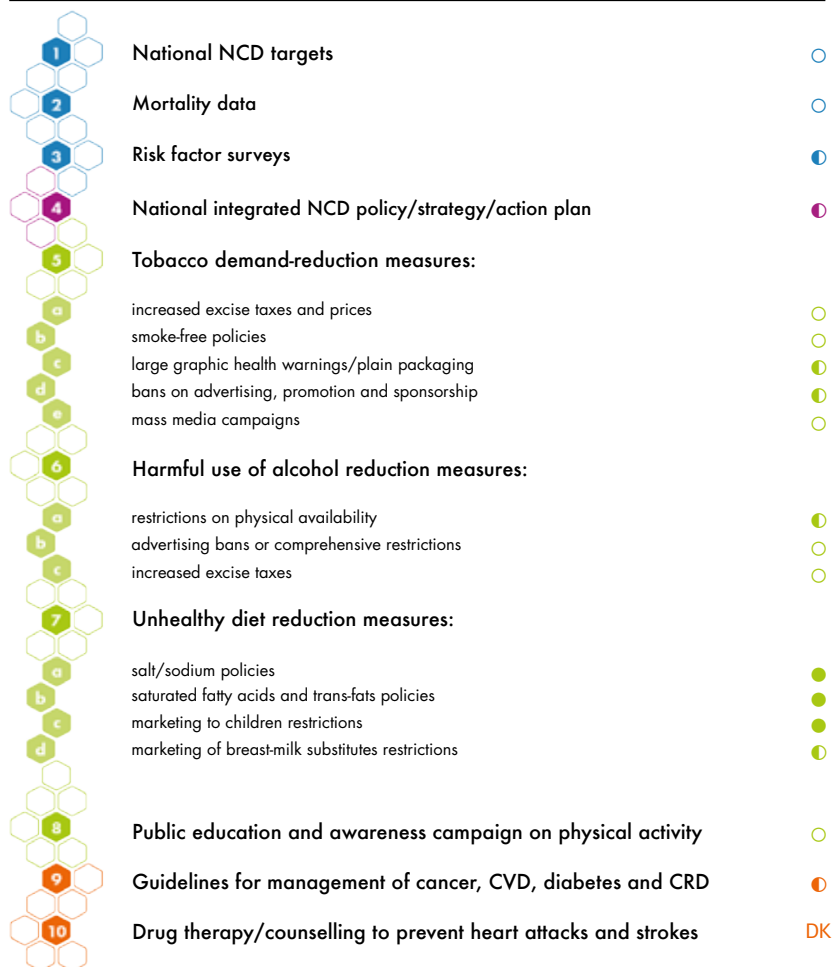 1 National NCD targets
2 Mortality data
3 Risk factor surveys
4 National integrated NCD policy/strategy/action plan
5 Tobacco demand-reduction measures:
a increased excise taxes and prices
b smoke-free policies
c large graphic health warnings/plain packaging
d bans on advertising, promotion and sponsorship
e mass media campaigns
6 Harmful use of alcohol reduction measures:
a restrictions on physical availability
b advertising bans or comprehensive restrictions
c increased excise taxes
7 Unhealthy diet reduction measures:
a salt/sodium policies
b saturated fatty acids and trans-fats policies
c marketing to children restrictions
d marketing of breast-milk substitutes restrictions
8 Public education and awareness campaign on physical activity
9 Guidelines for management of cancer, CVD, diabetes and CRD
10 Drug therapy/counselling to prevent heart attacks and strokes DK